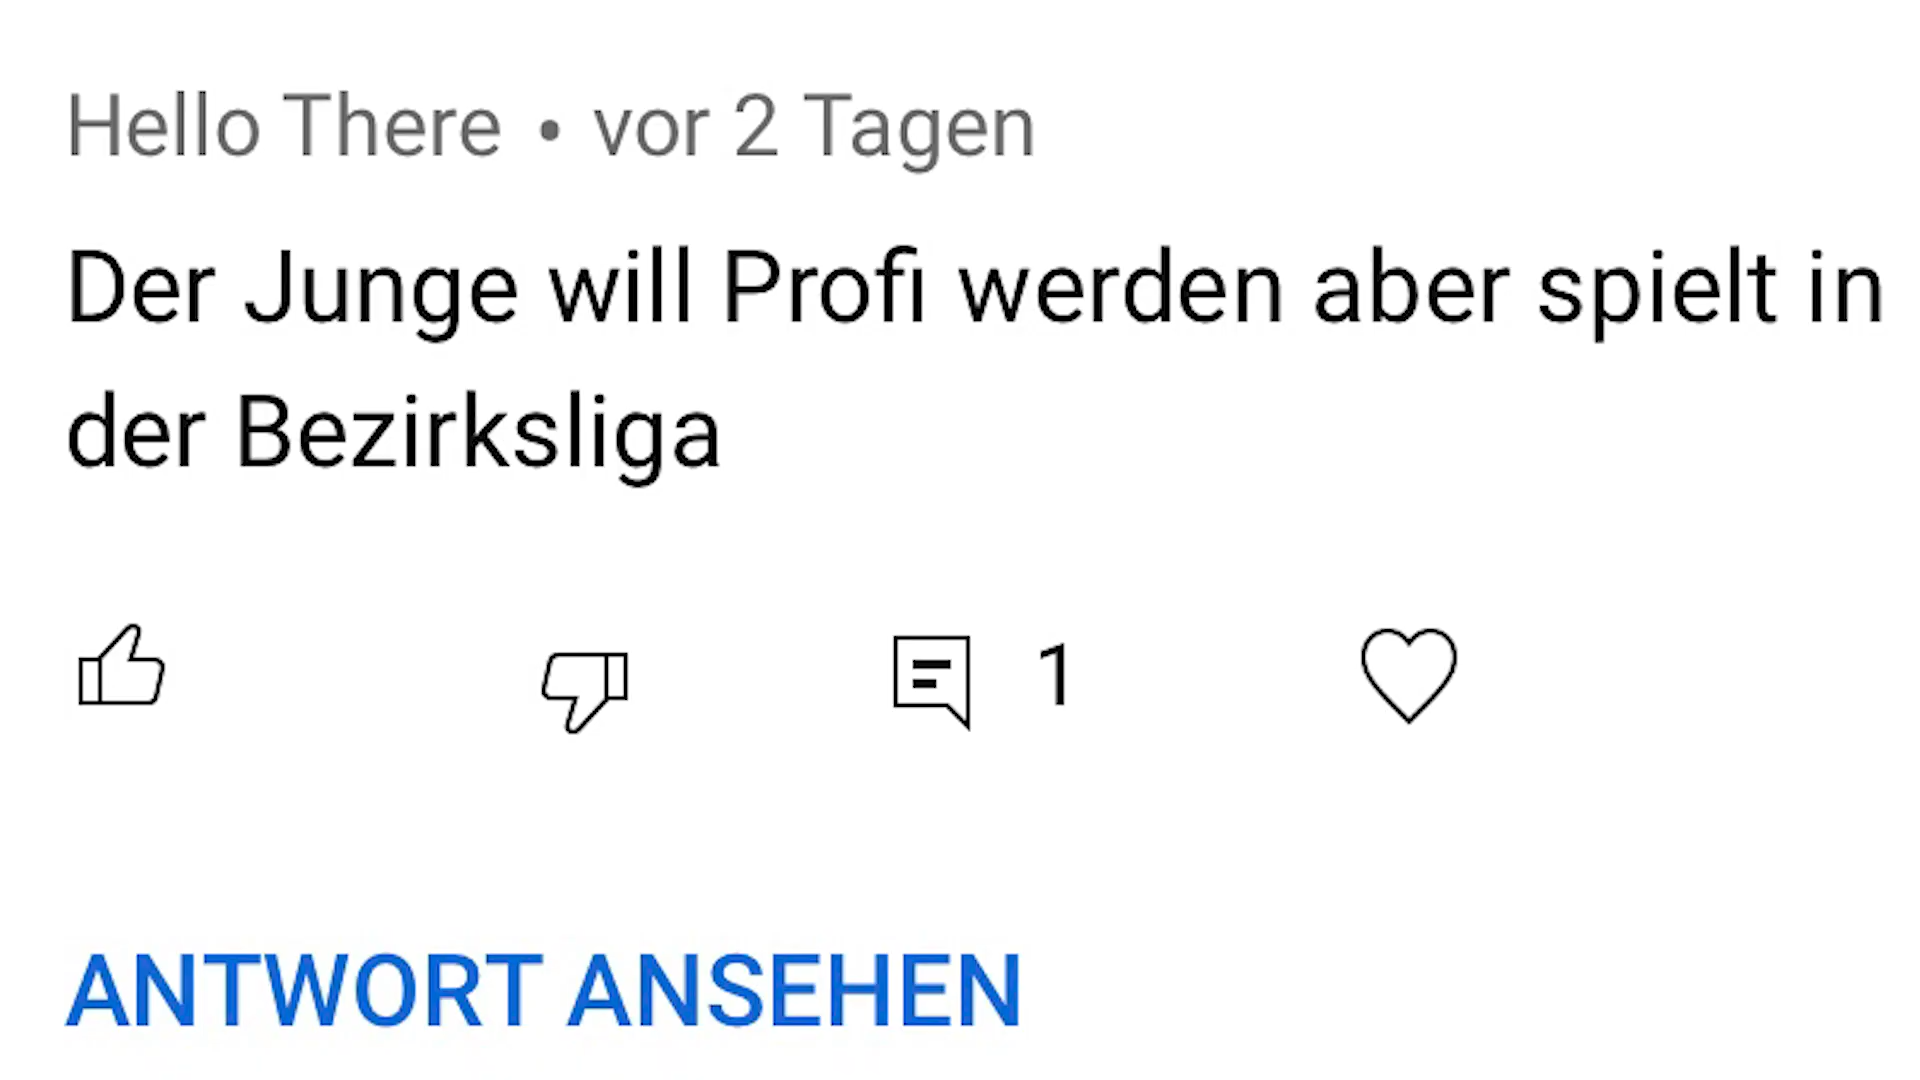 Hello There • vor 2 Tagen
Der Junge will Profi werden aber spielt in
der Bezirksliga
1
ANTWORT ANSEHEN